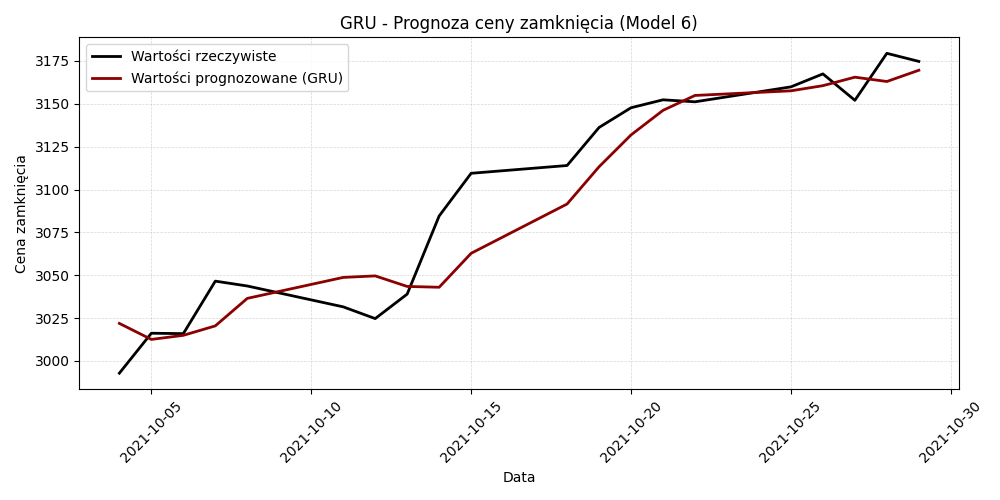 GRU - Prognoza ceny zamknięcia (Model 6)
Wartości rzeczywiste
Wartości prognozowane (GRU)
Cena zamknięcia
3175
3150
3125
3100
3075
3050
3025
3000
2021-10-05
2021-10-10
2021-10-15
2021-10-20
2021-10-25
2021-10-30
Data